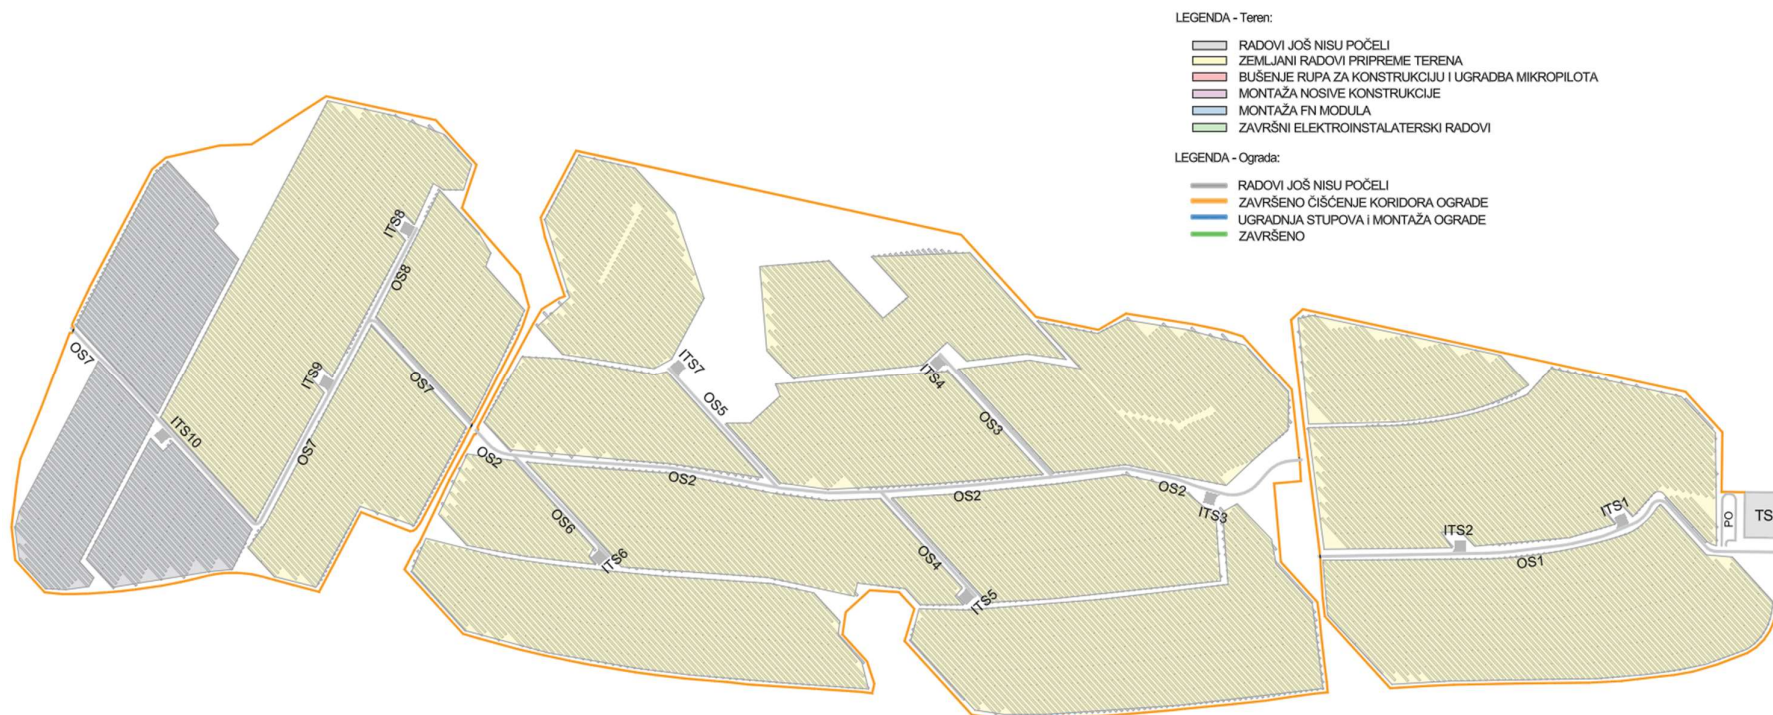 LEGENDA - Teren:
RADOVI JOŠ NISU POČELI
ZEMLJANI RADOVI PRIPREME TERENA
BUŠENJE RUPA ZA KONSTRUKCIJU I UGRADBA MIKROPILOTA
MONTAŽA NOSIVE KONSTRUKCIJE
MONTAŽA FN MODULA
ZAVRŠNI ELEKTROINSTALATERSKI RADOVI
LEGENDA - Ograda:
RADOVI JOŠ NISU POČELI
ZAVRŠENO ČIŠĆENJE KORIDORA OGRADE
UGRADNJA STUPOVA i MONTAŽA OGRADE
ZAVRŠENO
ITS8
OS8
OS7
ITS9
OS7
ITS10
OS7
ITS7
OS5
ITS4
OS3
OS2
OS2
OS2
OS2
ITS3
OS6
ITS6
OS4
ITS5
ITS1
ITS2
OS1
PO
TS